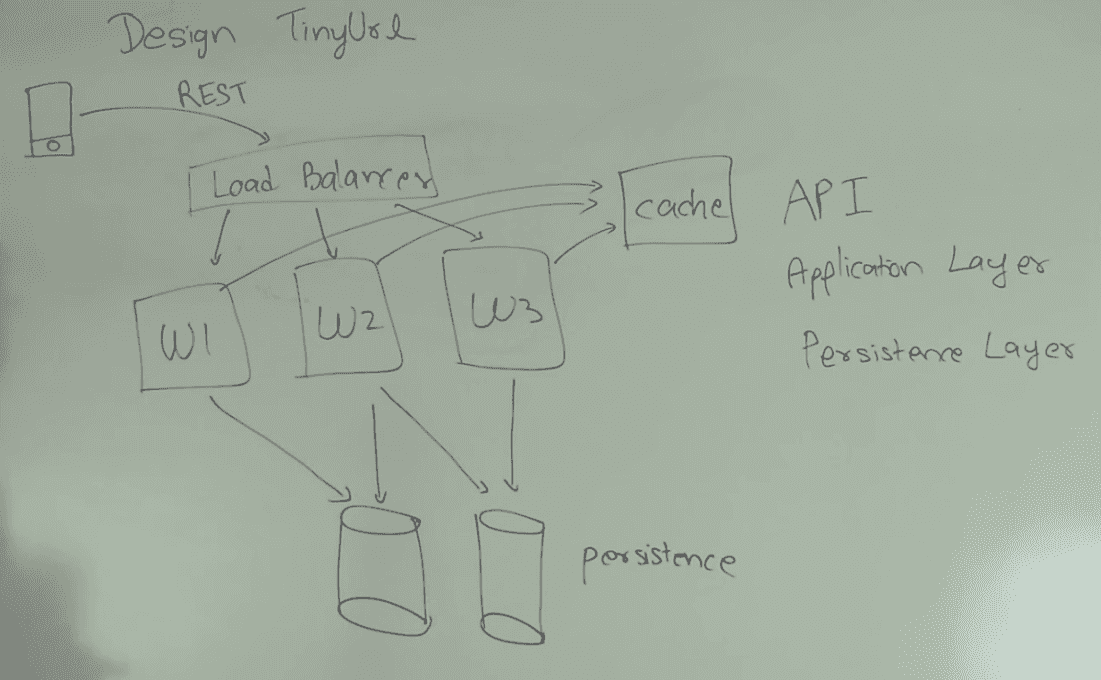 Design TinyUrl
REST
Load Balancer
cache
API
Application Layer
W1
W2
W3
Persistence Layer
persistence